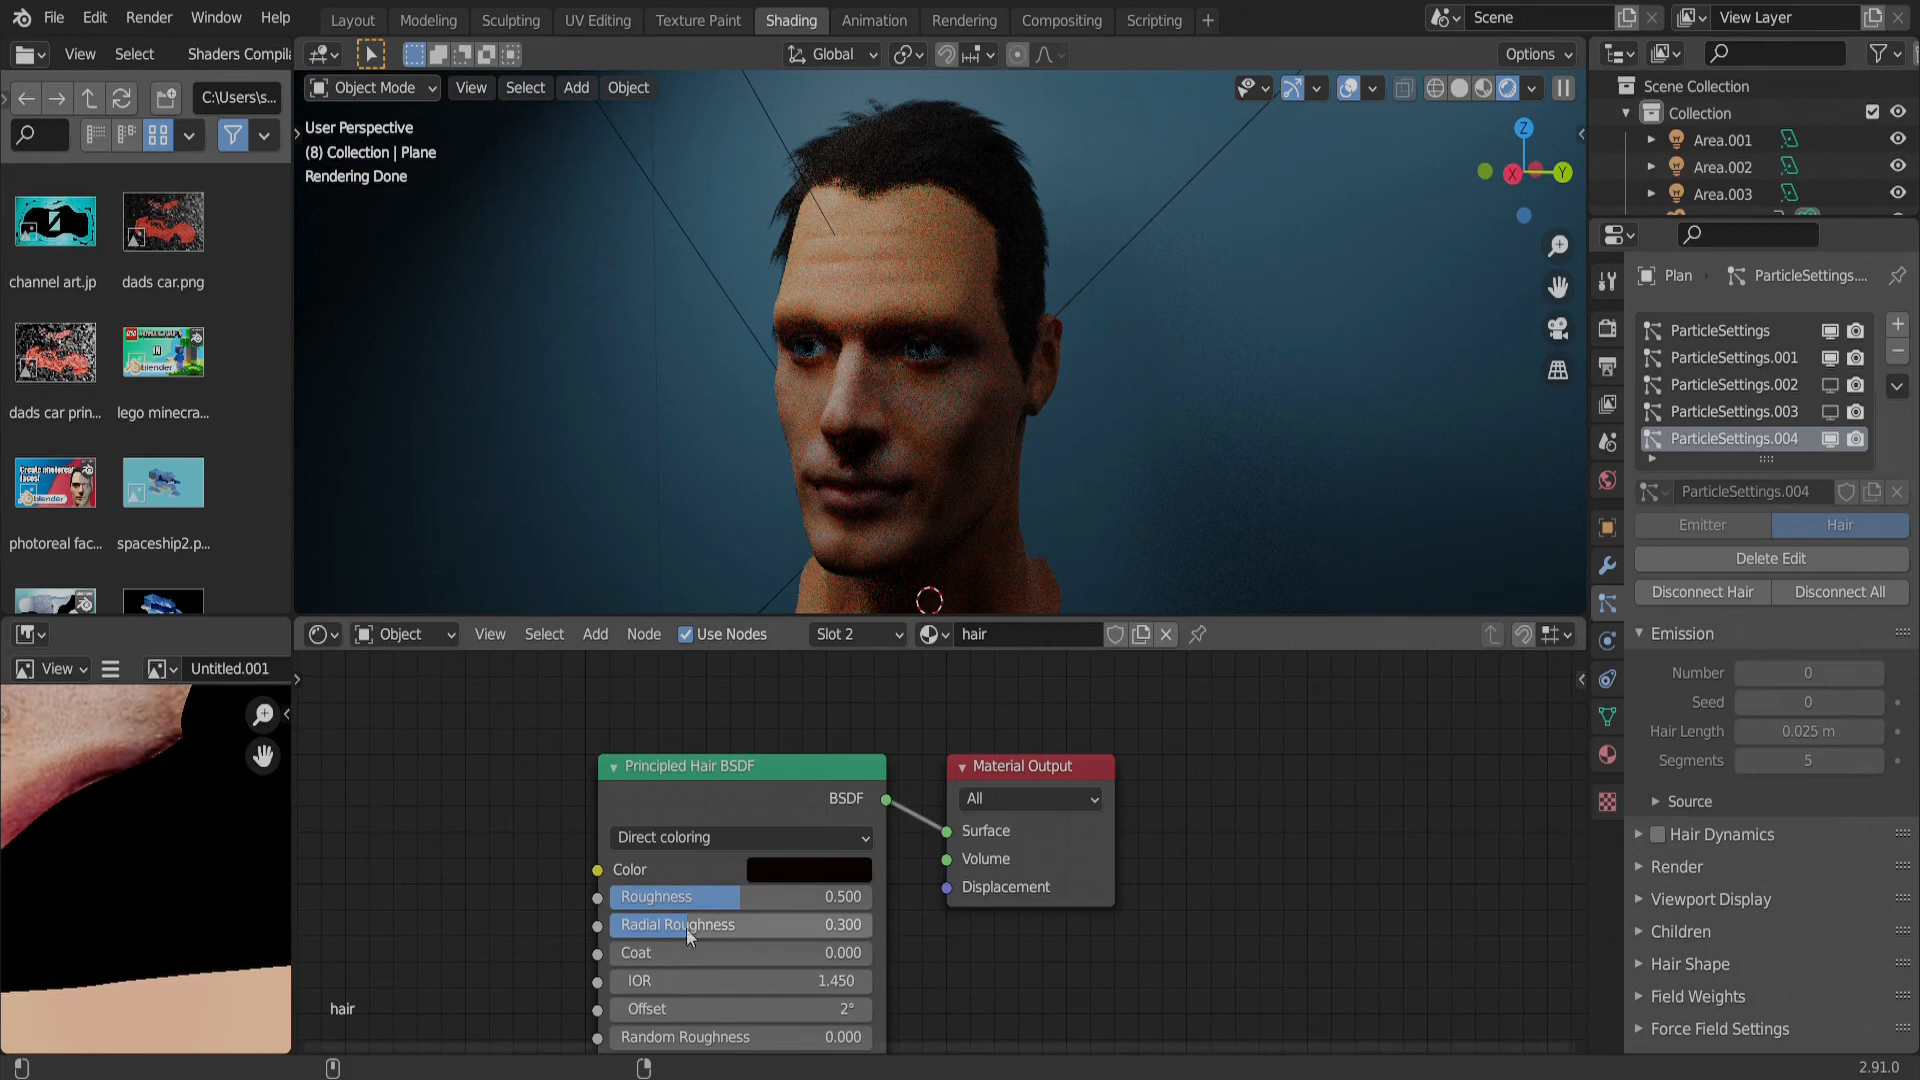 File Edit Render Window Help
Layout Modeling Sculpting UV Editing Texture Paint Shading Animation Rendering Compositing Scripting
Scene
View Layer
View Select Shaders Compila
Global
Options
C:\Users\s...
Object Mode View Select Add Object
User Perspective
(8) Collection | Plane
Rendering Done
Z
X
Y
channel art.jp
dads car.png
dads car prin...
lego minecra...
IN
blender
Create photoreal
faces!
blender
photoreal fac...
spaceship2.p...
Scene Collection
Collection
Area.001
Area.002
Area.003
Plan
ParticleSettings....
ParticleSettings
ParticleSettings.001
ParticleSettings.002
ParticleSettings.003
ParticleSettings.004
ParticleSettings.004
Emitter
Hair
Delete Edit
Disconnect Hair
Disconnect All
Emission
Number 0
Seed 0
Hair Length 0.025 m
Segments 5
Source
Hair Dynamics
Render
Viewport Display
Children
Hair Shape
Field Weights
Force Field Settings
Object View Select Add Node Use Nodes Slot 2 hair
View
Untitled.001
Principled Hair BSDF
BSDF
Direct coloring
Color
Roughness 0.500
Radial Roughness 0.300
Coat 0.000
IOR 1.450
Offset 2°
Random Roughness 0.000
Material Output
All
Surface
Volume
Displacement
hair
2.91.0